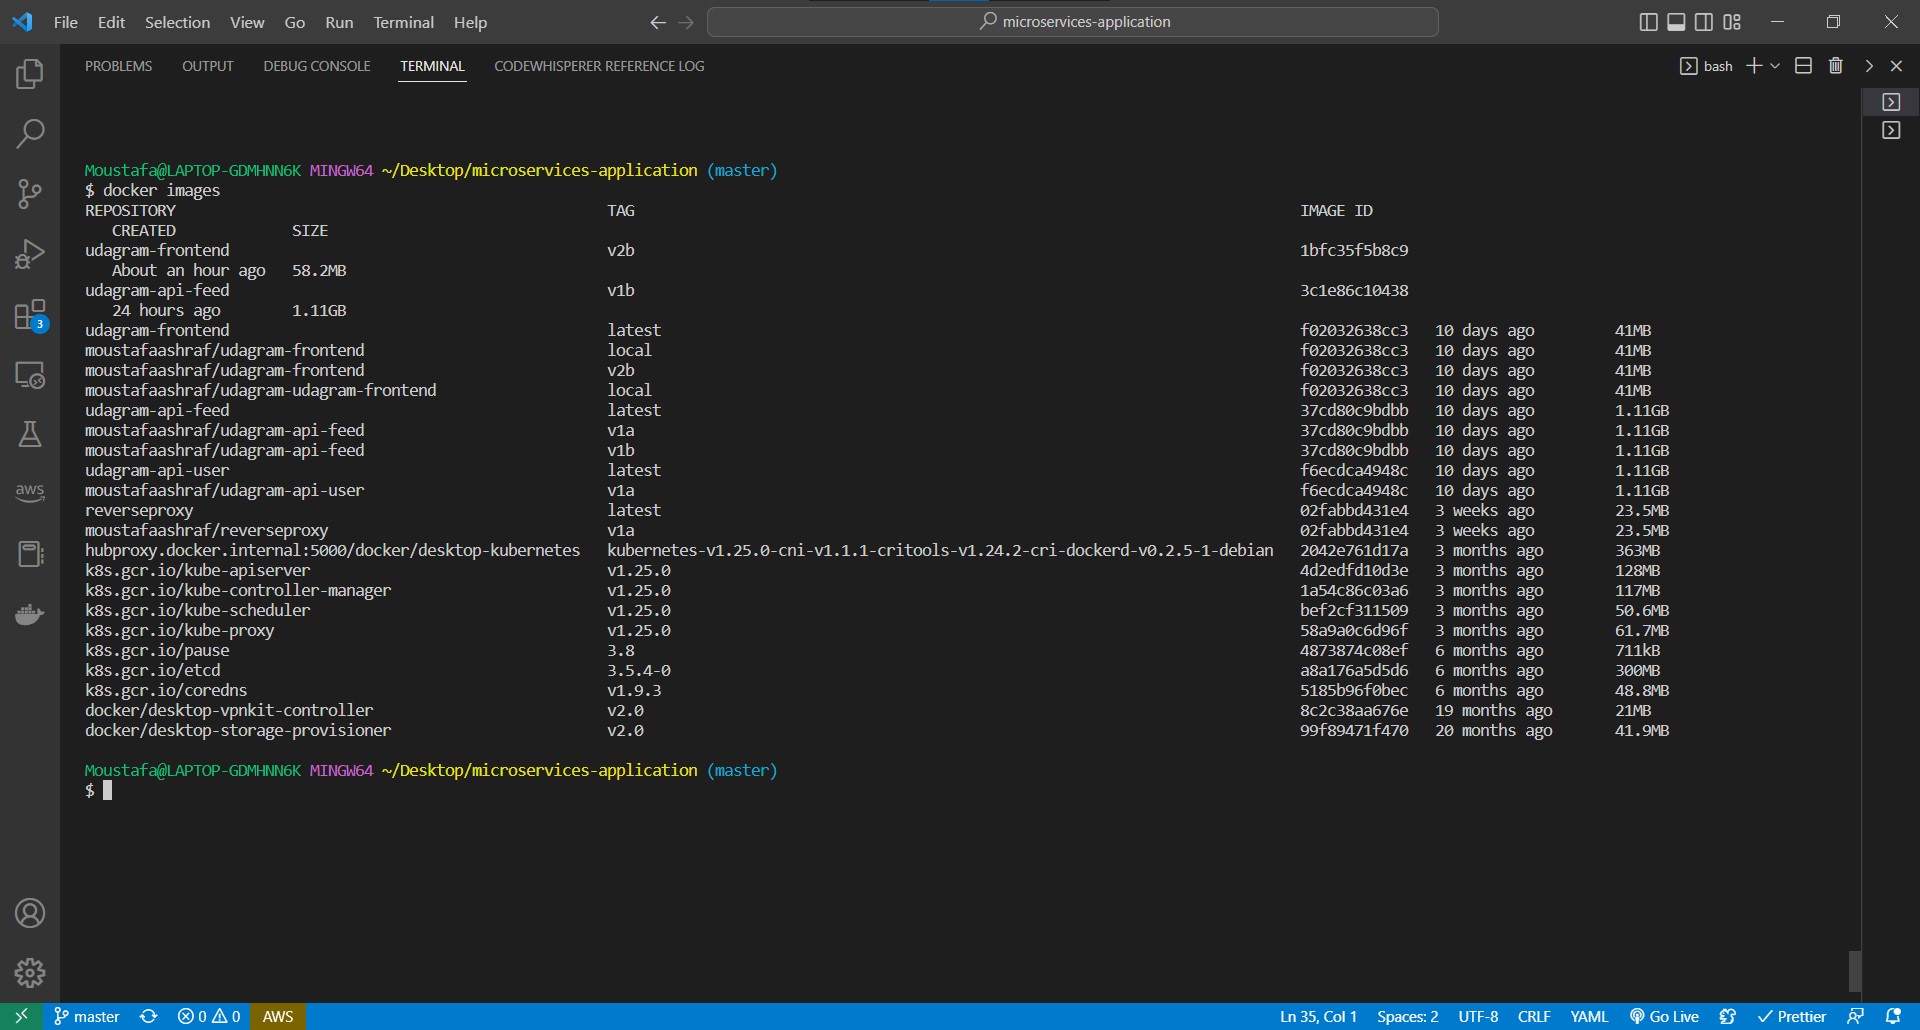 File Edit Selection View Go Run Terminal Help microservices-application
PROBLEMS OUTPUT DEBUG CONSOLE TERMINAL CODEWHISPERER REFERENCE LOG bash
Moustafa@LAPTOP-GDMHNN6K MINGW64 ~/Desktop/microservices-application (master)
$ docker images
REPOSITORY TAG IMAGE ID
CREATED SIZE
udagram-frontend v2b 1bfc35f5b8c9
About an hour ago 58.2MB
udagram-api-feed v1b 3c1e86c10438
24 hours ago 1.11GB
udagram-frontend latest f02032638cc3 10 days ago 41MB
moustafaashraf/udagram-frontend local f02032638cc3 10 days ago 41MB
moustafaashraf/udagram-frontend v2b f02032638cc3 10 days ago 41MB
moustafaashraf/udagram-udagram-frontend local f02032638cc3 10 days ago 41MB
udagram-api-feed latest 37cd80c9bdbb 10 days ago 1.11GB
moustafaashraf/udagram-api-feed v1a 37cd80c9bdbb 10 days ago 1.11GB
moustafaashraf/udagram-api-feed v1b 37cd80c9bdbb 10 days ago 1.11GB
udagram-api-user latest f6ecdca4948c 10 days ago 1.11GB
moustafaashraf/udagram-api-user v1a f6ecdca4948c 10 days ago 1.11GB
reverseproxy latest 02fabbd431e4 3 weeks ago 23.5MB
moustafaashraf/reverseproxy v1a 02fabbd431e4 3 weeks ago 23.5MB
hubproxy.docker.internal:5000/docker/desktop-kubernetes kubernetes-v1.25.0-cni-v1.1.1-critools-v1.24.2-cri-dockerd-v0.2.5-1-debian 2042e761d17a 3 months ago 363MB
k8s.gcr.io/kube-apiserver v1.25.0 4d2edfd10d3e 3 months ago 128MB
k8s.gcr.io/kube-controller-manager v1.25.0 1a54c86c03a6 3 months ago 117MB
k8s.gcr.io/kube-scheduler v1.25.0 bef2cf311509 3 months ago 50.6MB
k8s.gcr.io/kube-proxy v1.25.0 58a9a0c6d96f 3 months ago 61.7MB
k8s.gcr.io/pause 3.8 4873874c08ef 6 months ago 711kB
k8s.gcr.io/etcd 3.5.4-0 a8a176a5d5d6 6 months ago 300MB
k8s.gcr.io/coredns v1.9.3 5185b96f0bec 6 months ago 48.8MB
docker/desktop-vpnkit-controller v2.0 8c2c38aa676e 19 months ago 21MB
docker/desktop-storage-provisioner v2.0 99f89471f470 20 months ago 41.9MB
Moustafa@LAPTOP-GDMHNN6K MINGW64 ~/Desktop/microservices-application (master)
$
3
aws
master 0 0 AWS Ln 35, Col 1 Spaces: 2 UTF-8 CRLF YAML Go Live Prettier